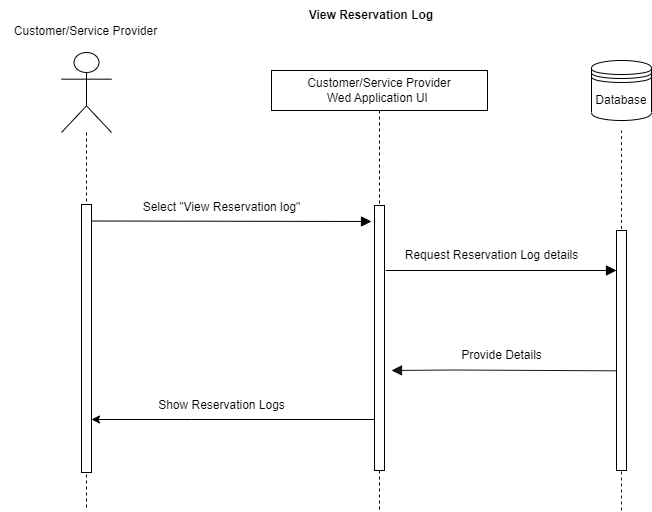 View Reservation Log
Customer/Service Provider
Customer/Service Provider
Wed Application UI
Database
Select "View Reservation log"
Request Reservation Log details
Provide Details
Show Reservation Logs